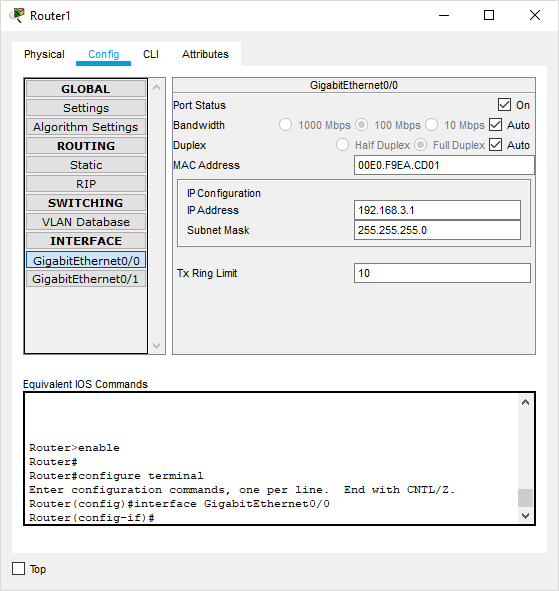 Router1
Physical Config CLI Attributes
GLOBAL
Settings
Algorithm Settings
ROUTING
Static
RIP
SWITCHING
VLAN Database
INTERFACE
GigabitEthernet0/0
GigabitEthernet0/1
GigabitEthernet0/0
Port Status On
Bandwidth 1000 Mbps 100 Mbps 10 Mbps Auto
Duplex Half Duplex Full Duplex Auto
MAC Address 00E0.F9EA.CD01
IP Configuration
IP Address 192.168.3.1
Subnet Mask 255.255.255.0
Tx Ring Limit 10
Equivalent IOS Commands
Router>enable
Router#
Router#configure terminal
Enter configuration commands, one per line.  End with CNTL/Z.
Router(config)#interface GigabitEthernet0/0
Router(config-if)#
Top